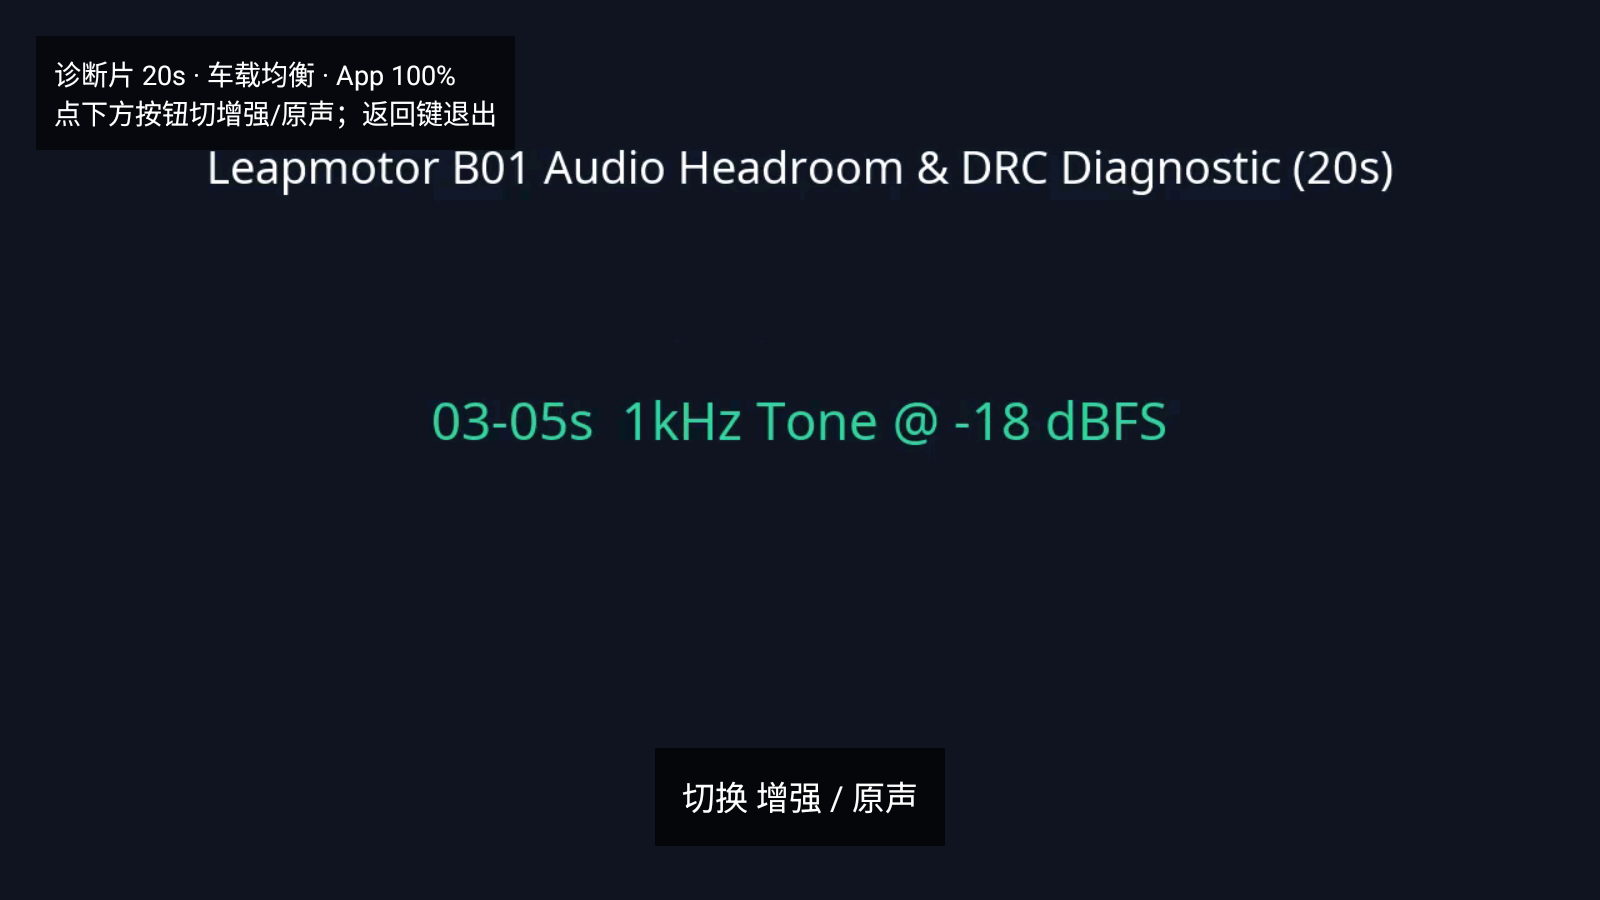 诊断片 20s · 车载均衡 · App 100%
点下方按钮切增强/原声；返回键退出
Leapmotor B01 Audio Headroom & DRC Diagnostic (20s)
03-05s  1kHz Tone @ -18 dBFS
切换 增强 / 原声